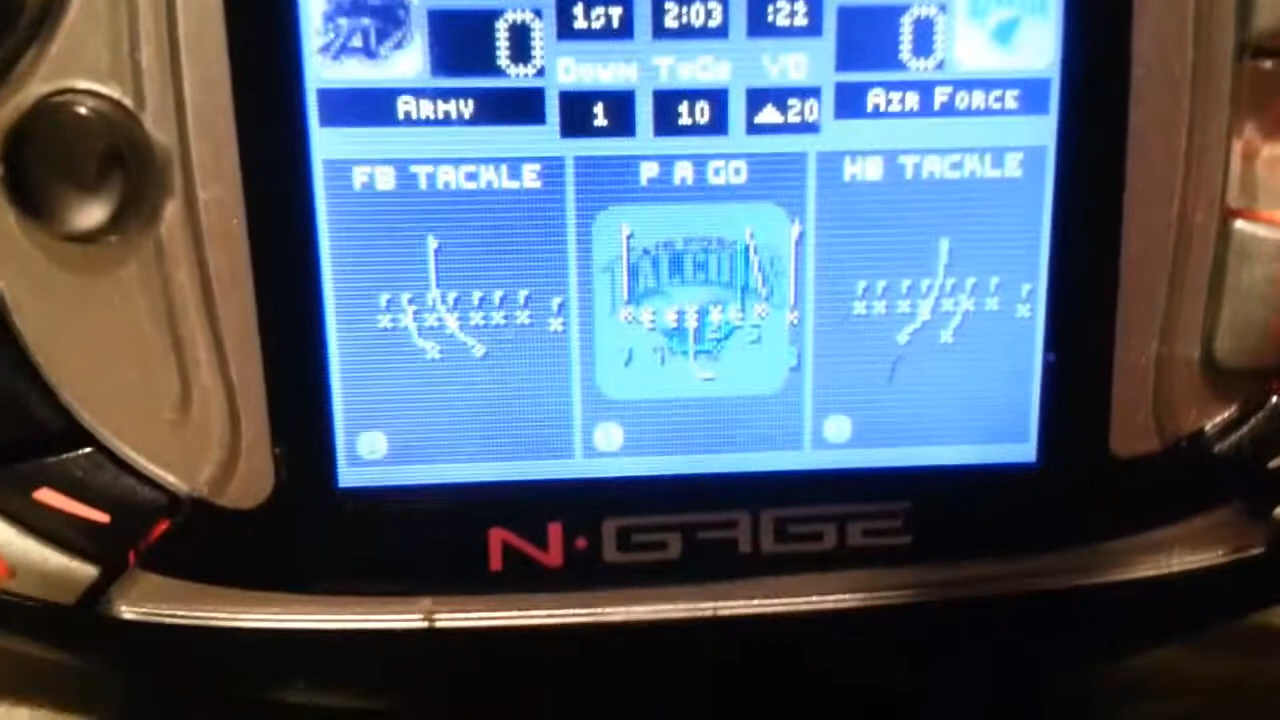 0 1ST 2:03 :22 0
DOWN TOGO YD
ARMY 1 10 20 AIR FORCE
FB TACKLE P A GO HB TACKLE
N·GAGE